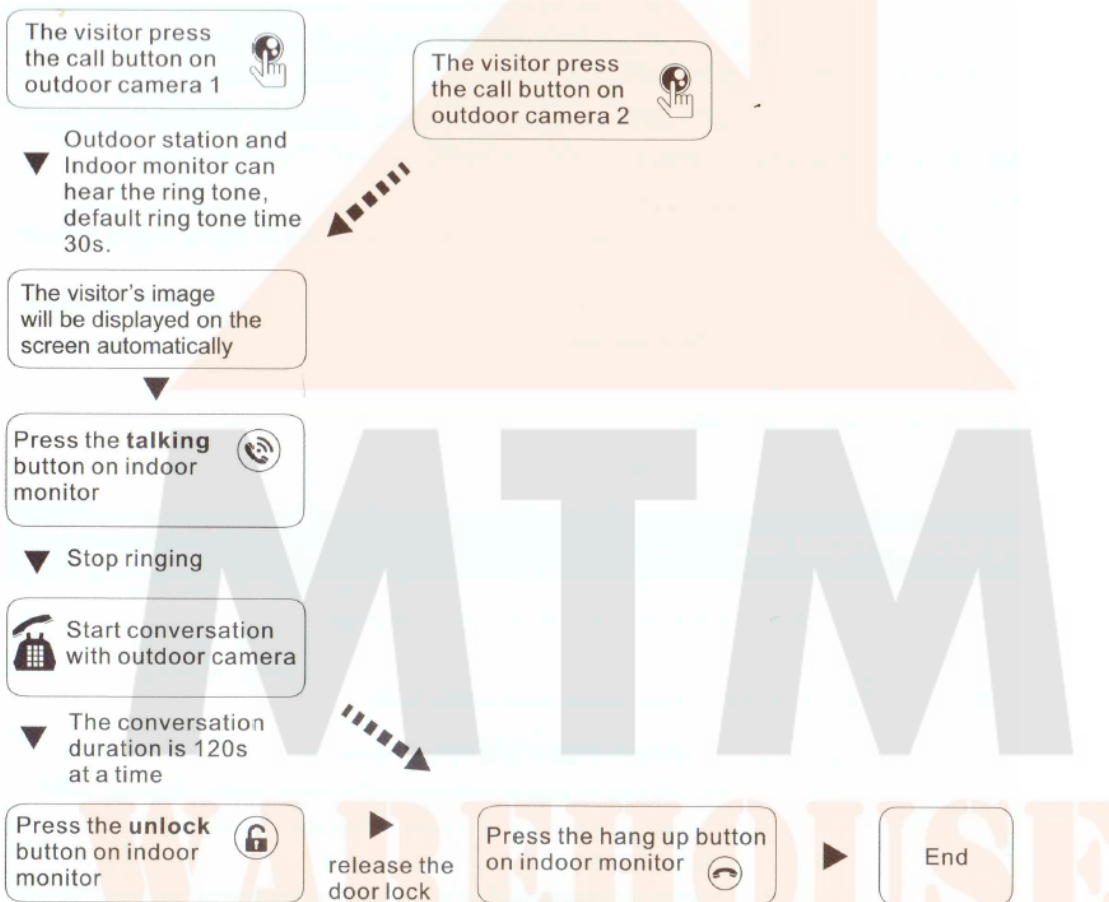 The visitor press
the call button on
outdoor camera 1
The visitor press
the call button on
outdoor camera 2
Outdoor station and
Indoor monitor can
hear the ring tone,
default ring tone time
30s.
The visitor's image
will be displayed on the
screen automatically
Press the talking
button on indoor
monitor
Stop ringing
Start conversation
with outdoor camera
The conversation
duration is 120s
at a time
Press the unlock
button on indoor
monitor
release the
door lock
Press the hang up button
on indoor monitor
End
MTM
WAREHOUSE